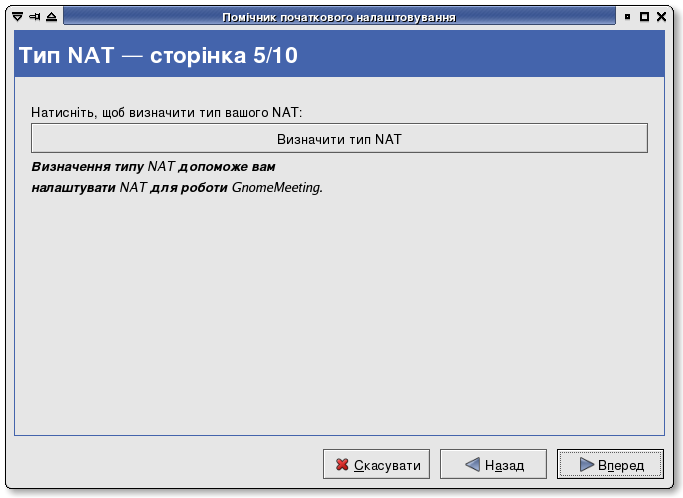 Помічник початкового налаштовування
Тип NAT — сторінка 5/10
Натисніть, щоб визначити тип вашого NAT:
Визначити тип NAT
Визначення типу NAT допоможе вам
налаштувати NAT для роботи GnomeMeeting.
Скасувати
Назад
Вперед